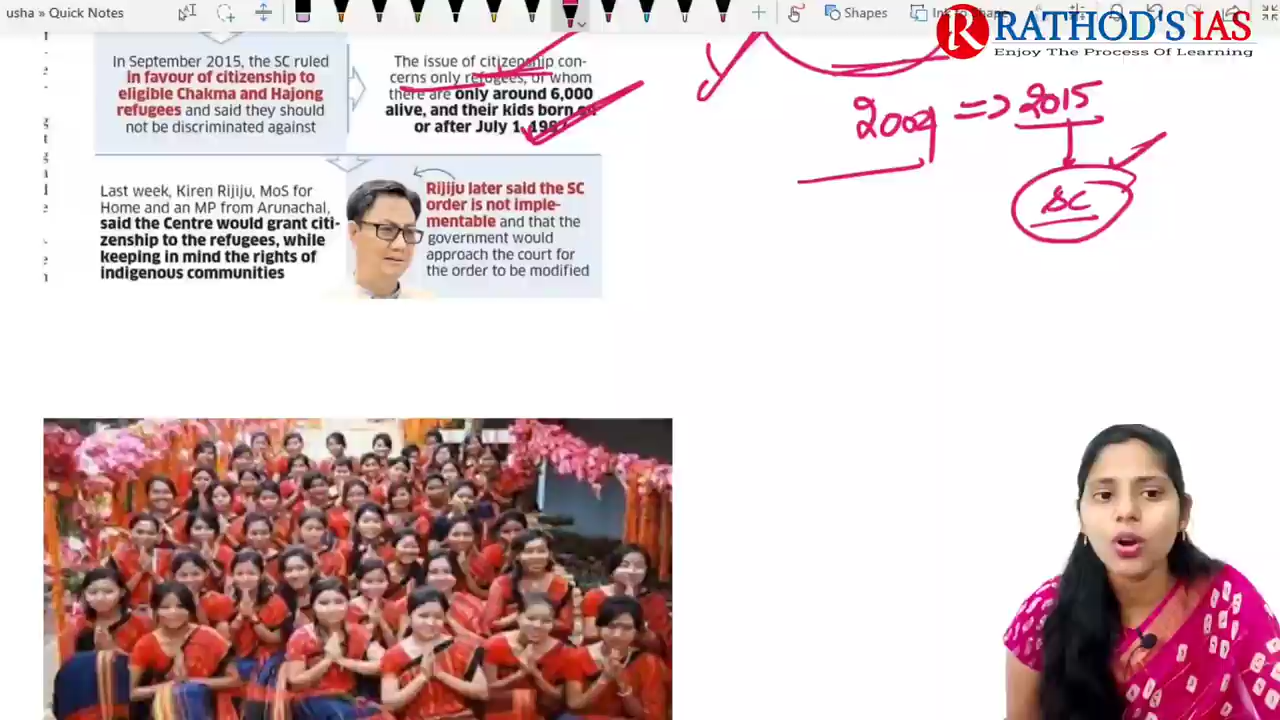 usha » Quick Notes
Shapes
RATHOD'S IAS
Enjoy The Process Of Learning
In September 2015, the SC ruled
in favour of citizenship to
eligible Chakma and Hajong
refugees and said they should
not be discriminated against
The issue of citizenship con-
cerns only refugees, of whom
there are only around 6,000
alive, and their kids born on
or after July 1, 1987
2004 => 2015
SC
Last week, Kiren Rijiju, MoS for
Home and an MP from Arunachal,
said the Centre would grant citi-
zenship to the refugees, while
keeping in mind the rights of
indigenous communities
Rijiju later said the SC
order is not imple-
mentable and that the
government would
approach the court for
the order to be modified